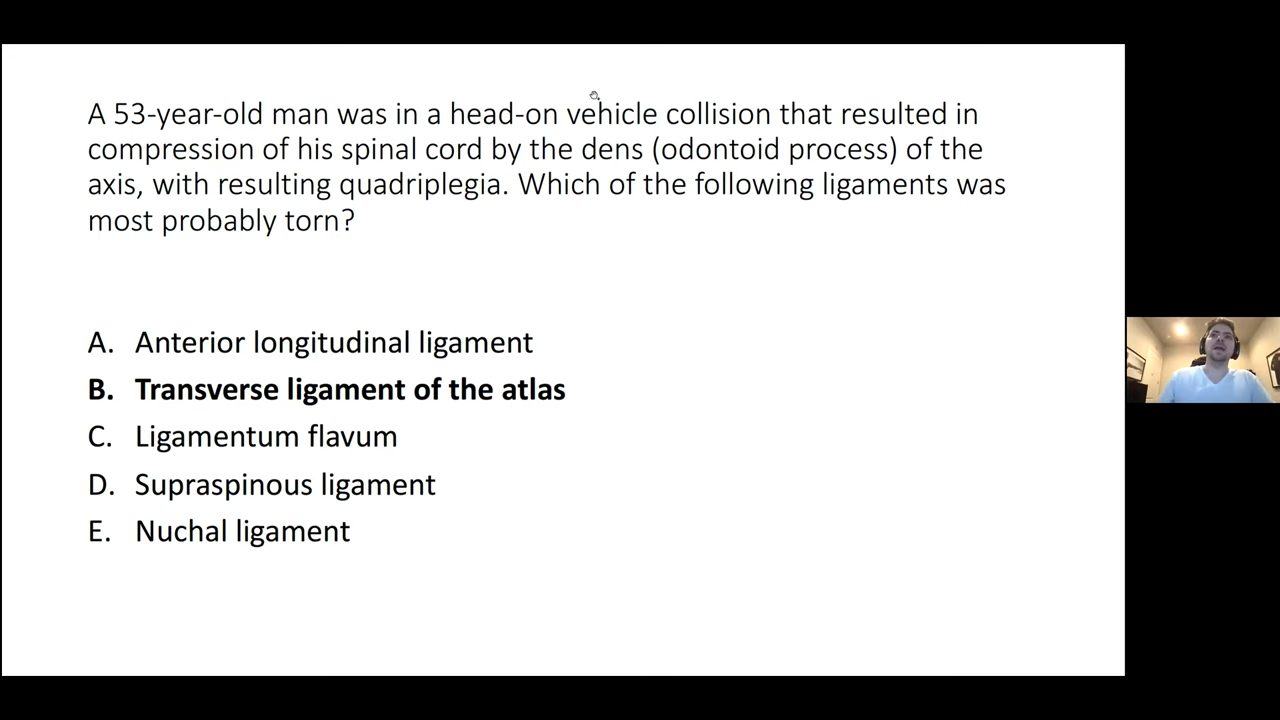 A 53-year-old man was in a head-on vehicle collision that resulted in
compression of his spinal cord by the dens (odontoid process) of the
axis, with resulting quadriplegia. Which of the following ligaments was
most probably torn?
A. Anterior longitudinal ligament
B. Transverse ligament of the atlas
C. Ligamentum flavum
D. Supraspinous ligament
E. Nuchal ligament